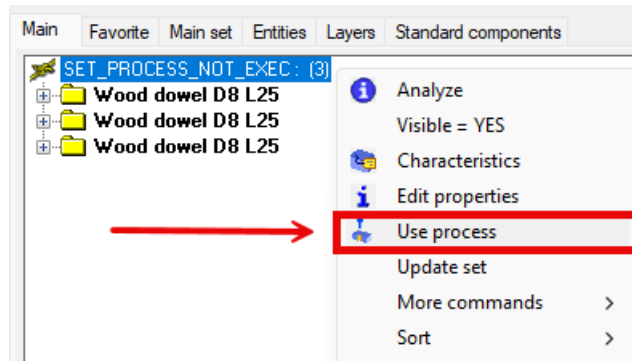 Main Favorite Main set Entities Layers Standard components
SET_PROCESS_NOT_EXEC : (3)
Wood dowel D8 L25
Wood dowel D8 L25
Wood dowel D8 L25
Analyze
Visible = YES
Characteristics
Edit properties
Use process
Update set
More commands >
Sort >